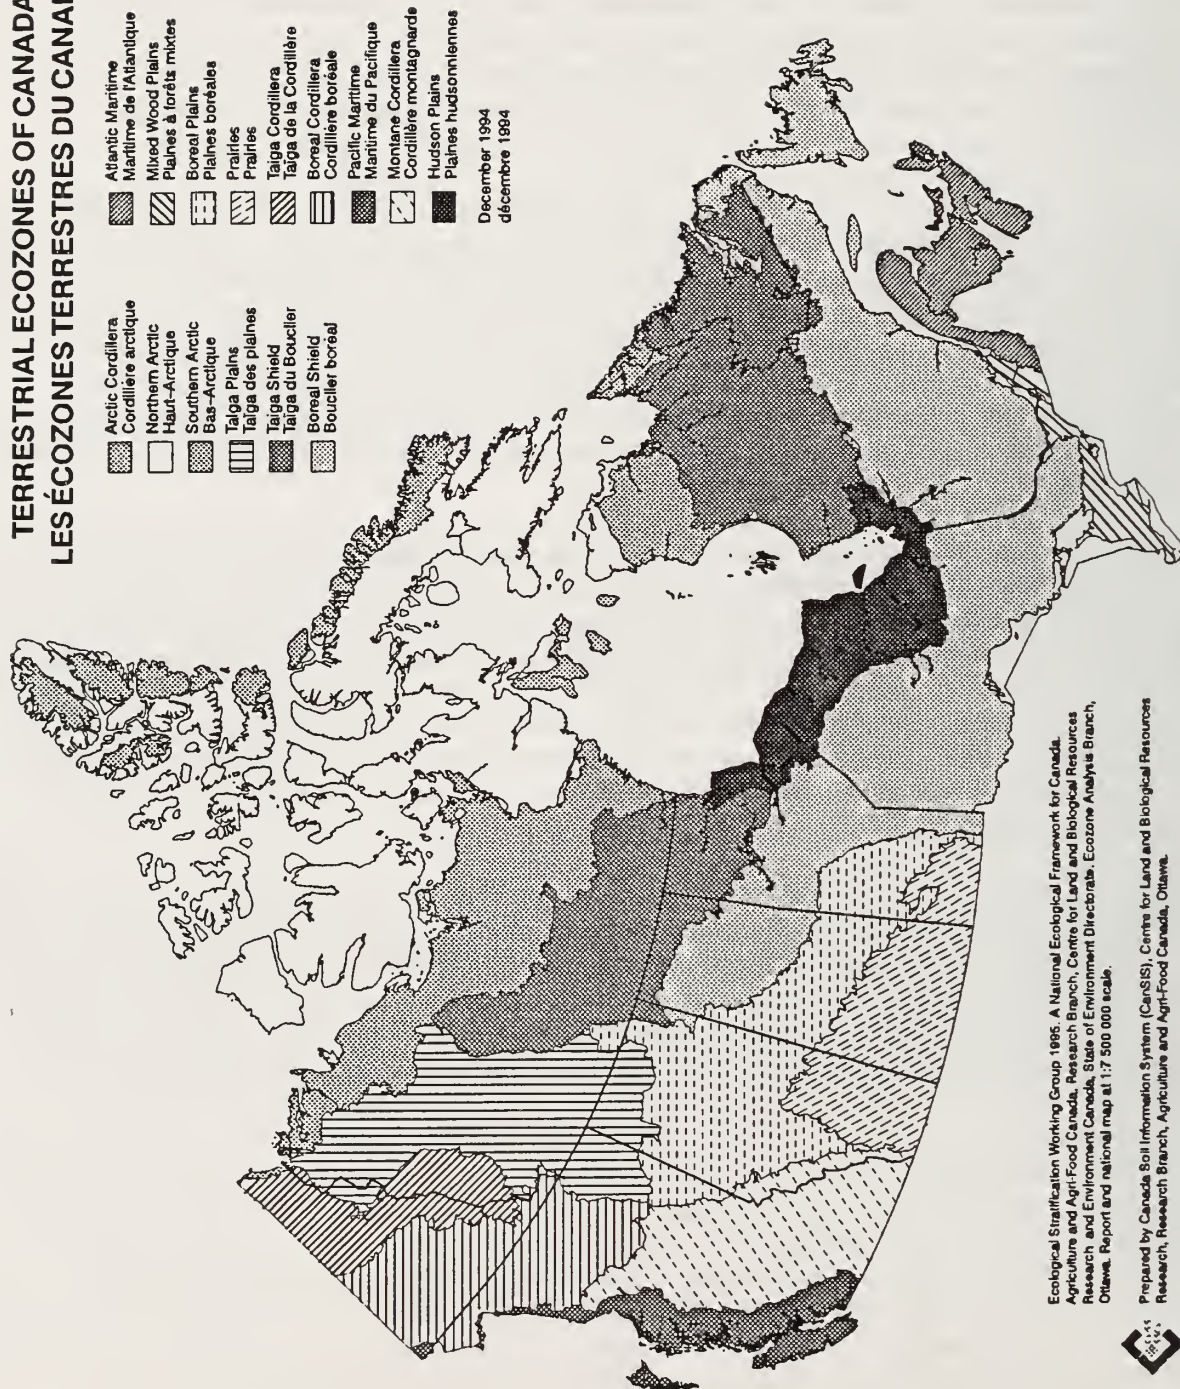 TERRESTRIAL ECOZONES OF CANADA
LES ÉCOZONES TERRESTRES DU
Arctic Cordillera
Cordillère arctique
Northern Arctic
Haut-Arctique
Southern Arctic
Bas-Arctique
Taiga Plains
Taïga des plaines
Taiga Shield
Taïga du Bouclier
Boreal Shield
Bouclier boréal
Atlantic Maritime
Maritime de l'Atlantique
Mixed Wood Plains
Plaines à forêts mixtes
Boreal Plains
Plaines boréales
Prairies
Prairies
Taiga Cordillera
Taïga de la Cordillère
Boreal Cordillera
Cordillère boréale
Pacific Maritime
Maritime du Pacifique
Montane Cordillera
Cordillère montagnarde
Hudson Plains
Plaines hudsonniennes
December 1994
décembre 1994
Ecological Stratification Working Group 1995. A National Ecological Framework for Canada.
Agriculture and Agri-Food Canada, Research Branch, Centre for Land and Biological Resources
Research and Environment Canada, State of Environment Directorate. Ecozone Analysis Branch,
Ottawa. Report and national map at 1:7 500 000 scale.
Prepared by Canada Soil Information System (CanSIS), Centre for Land and Biological Resources
Research, Research Branch, Agriculture and Agri-Food Canada, Ottawa.